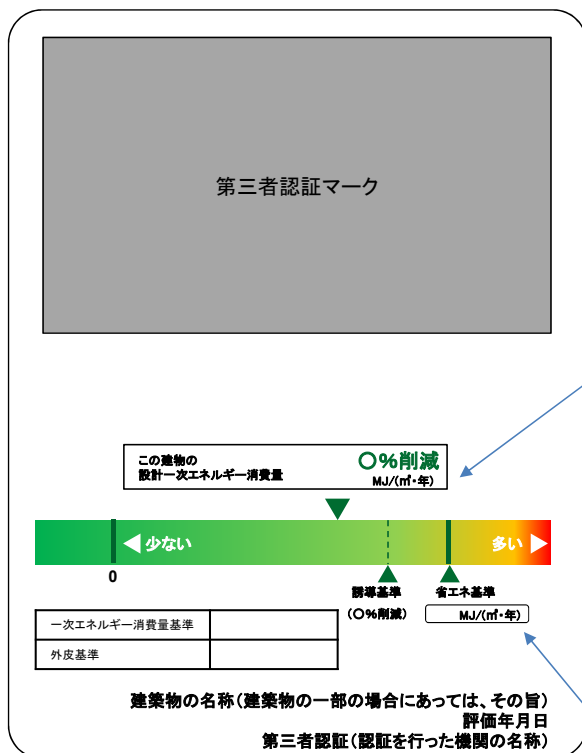 第三者認証マーク
この建物の
設計一次エネルギー消費量
〇%削減
MJ/(㎡・年)
少ない
多い
0
誘導基準
(〇%削減)
省エネ基準
MJ/(㎡・年)
一次エネルギー消費量基準
外皮基準
建築物の名称(建築物の一部の場合にあっては、その旨)
評価年月日
第三者認証(認証を行った機関の名称)